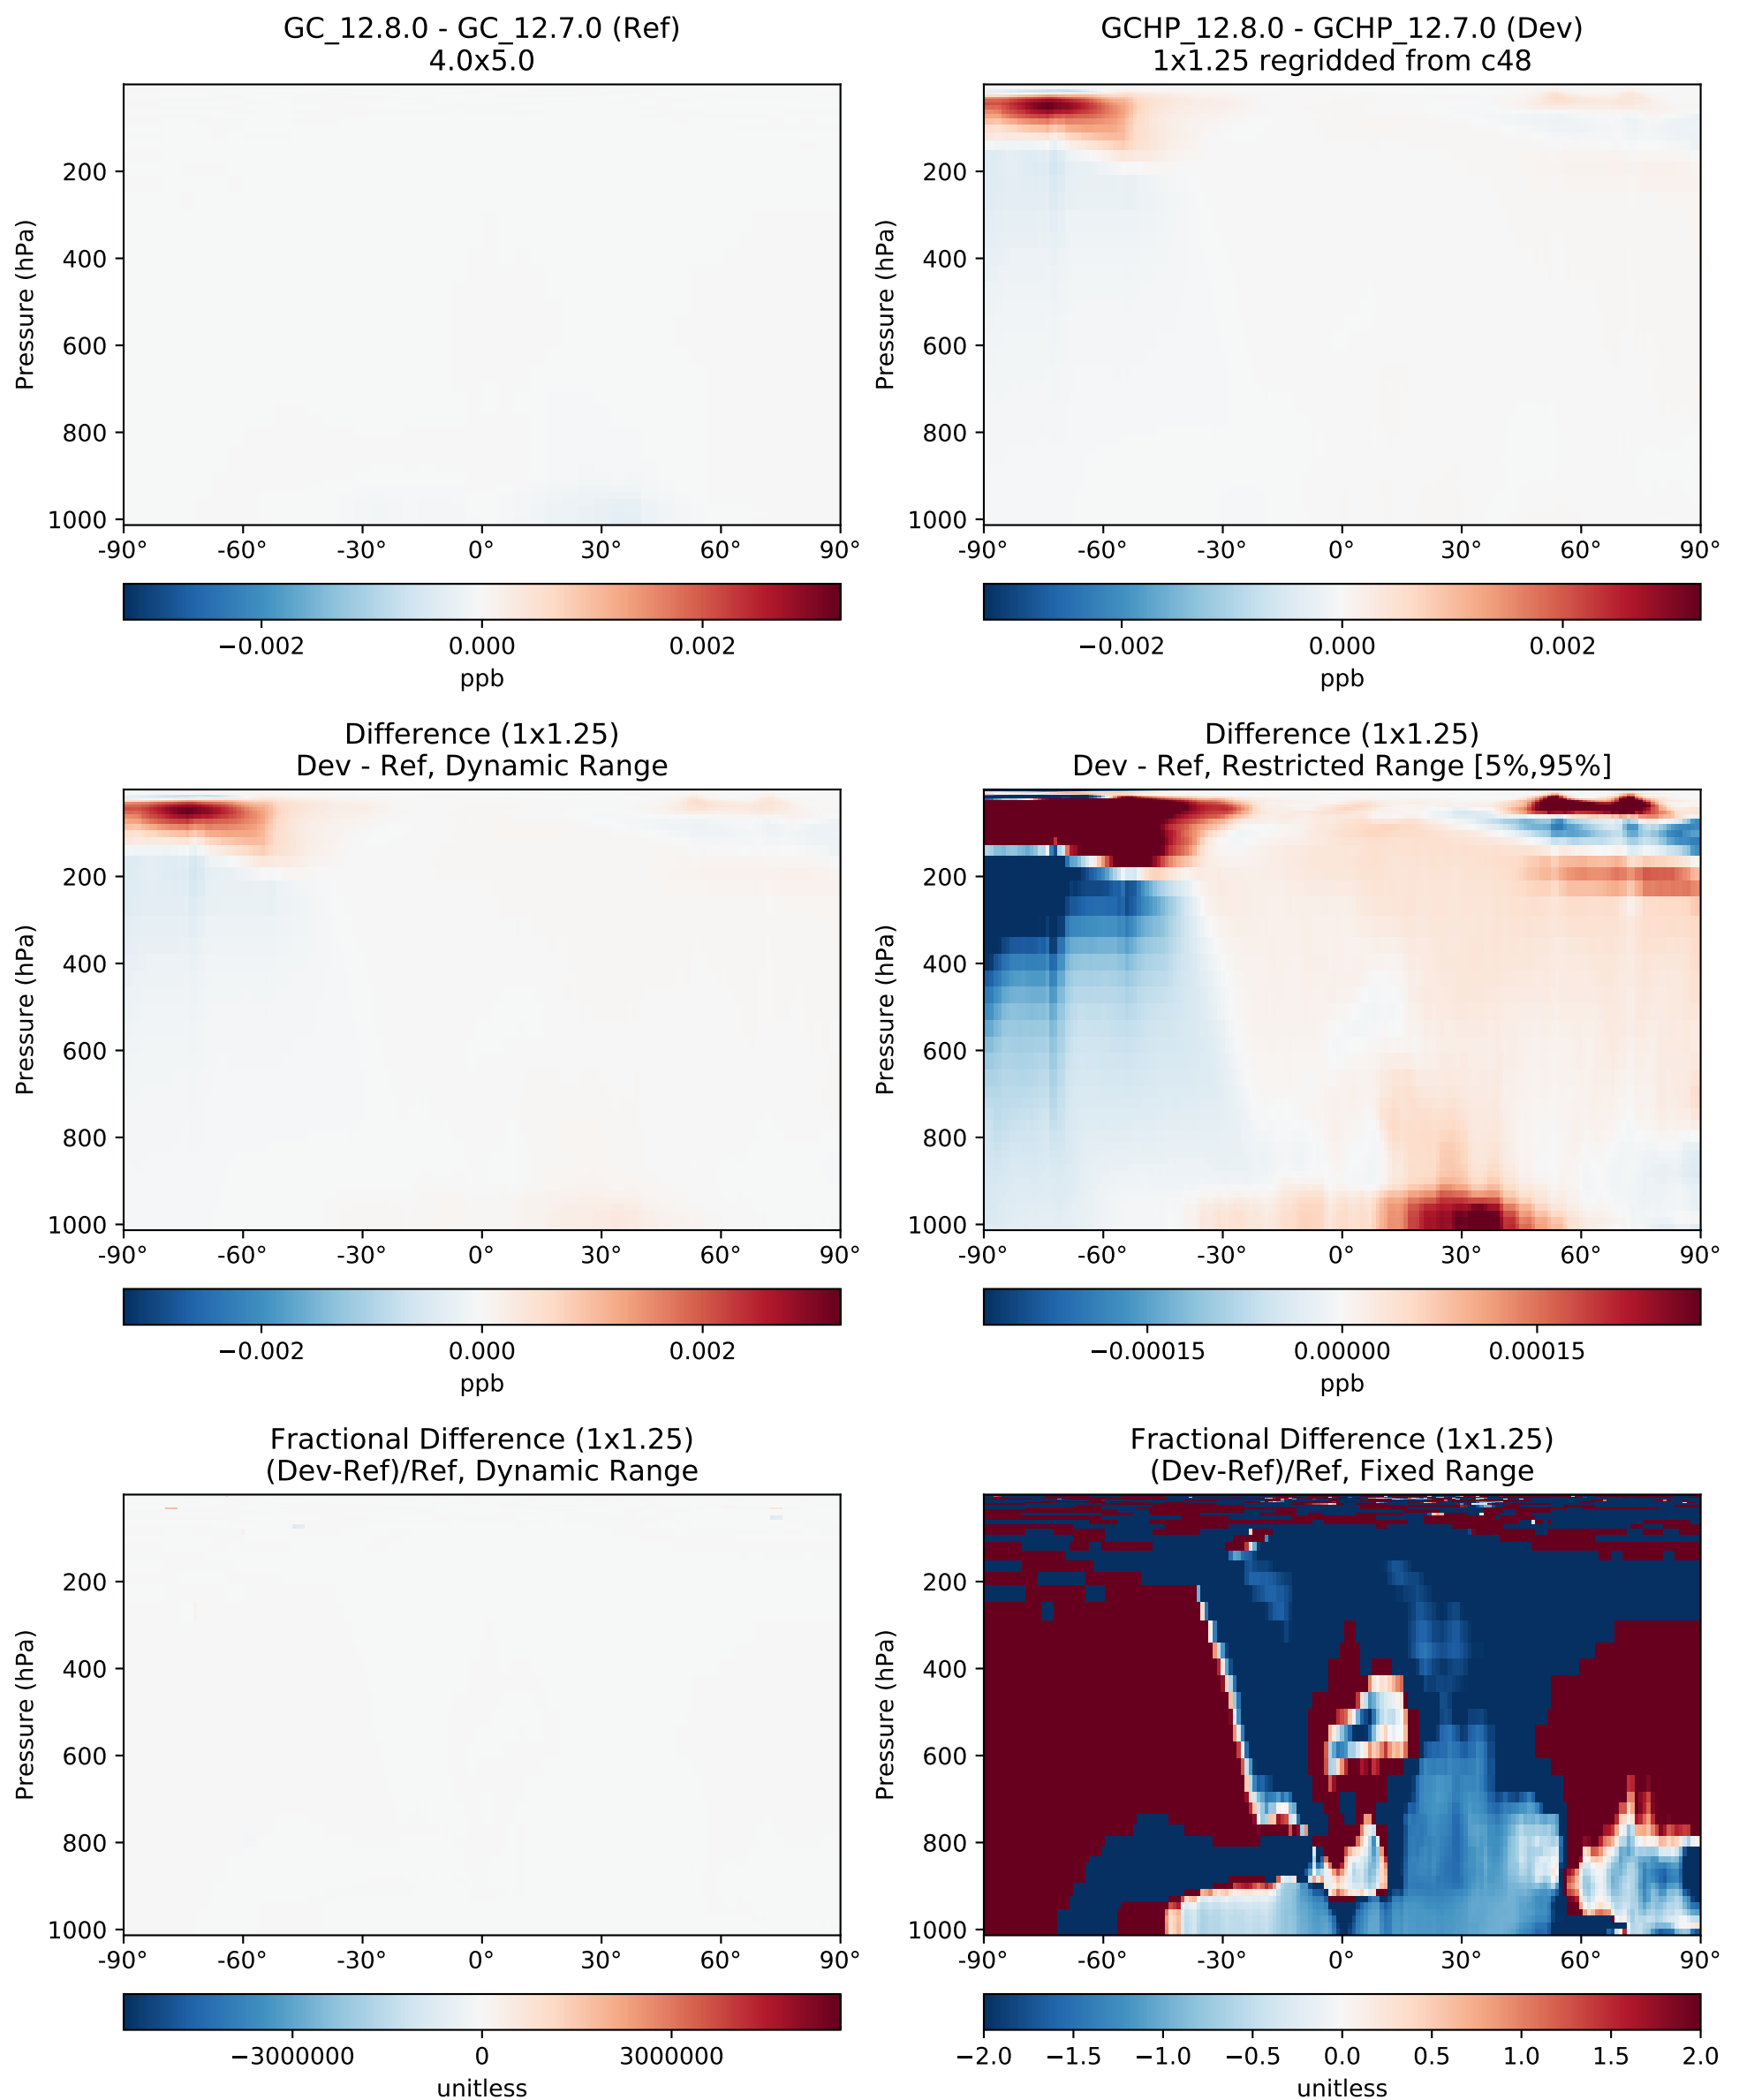 GC_12.8.0 - GC_12.7.0 (Ref)
4.0x5.0
GCHP_12.8.0 - GCHP_12.7.0 (Dev)
1x1.25 regridded from c48
Pressure (hPa)
200
400
600
800
1000
-90° -60° -30° 0° 30° 60° 90°
−0.002 0.000 0.002
ppb
Pressure (hPa)
200
400
600
800
1000
-90° -60° -30° 0° 30° 60° 90°
−0.002 0.000 0.002
ppb
Difference (1x1.25)
Dev - Ref, Dynamic Range
Pressure (hPa)
200
400
600
800
1000
-90° -60° -30° 0° 30° 60° 90°
−0.002 0.000 0.002
ppb
Difference (1x1.25)
Dev - Ref, Restricted Range [5%,95%]
Pressure (hPa)
200
400
600
800
1000
-90° -60° -30° 0° 30° 60° 90°
−0.00015 0.00000 0.00015
ppb
Fractional Difference (1x1.25)
(Dev-Ref)/Ref, Dynamic Range
Pressure (hPa)
200
400
600
800
1000
-90° -60° -30° 0° 30° 60° 90°
−3000000 0 3000000
unitless
Fractional Difference (1x1.25)
(Dev-Ref)/Ref, Fixed Range
Pressure (hPa)
200
400
600
800
1000
-90° -60° -30° 0° 30° 60° 90°
−2.0 −1.5 −1.0 −0.5 0.0 0.5 1.0 1.5 2.0
unitless